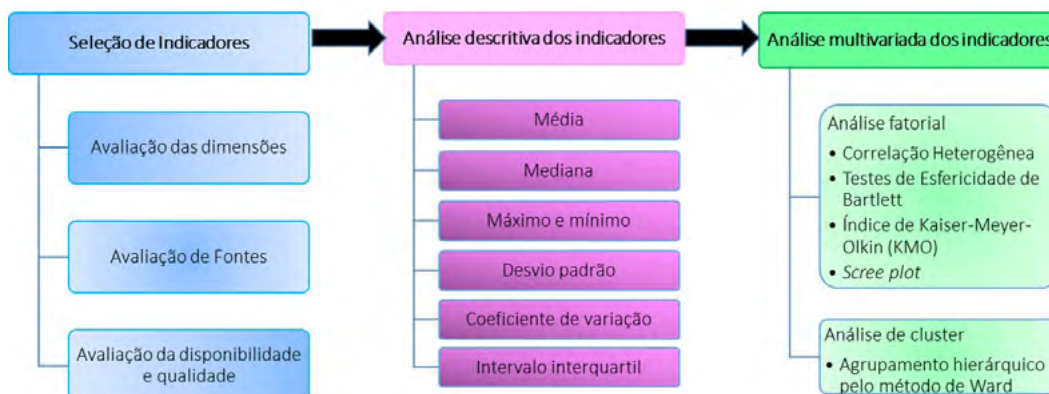 Seleção de Indicadores
Avaliação das dimensões
Avaliação de Fontes
Avaliação da disponibilidade
e qualidade
Análise descritiva dos indicadores
Média
Mediana
Máximo e mínimo
Desvio padrão
Coeficiente de variação
Intervalo interquartil
Análise multivariada dos indicadores
Análise fatorial
• Correlação Heterogênea
• Testes de Esfericidade de
Bartlett
• Índice de Kaiser-Meyer-
Olkin (KMO)
• Scree plot
Análise de cluster
• Agrupamento hierárquico
pelo método de Ward